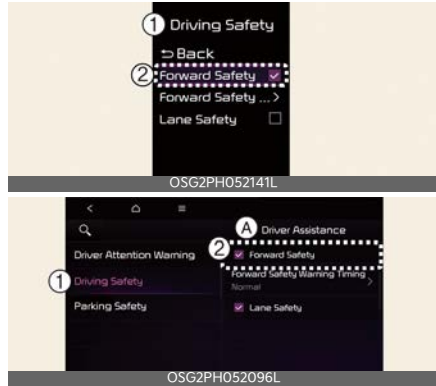 ① Driving Safety
⮌ Back
② Forward Safety
Forward Safety ... >
Lane Safety
OSG2PH052141L
Ⓐ Driver Assistance
Driver Attention Warning
② Forward Safety
① Driving Safety
Forward Safety Warning Timing >
Normal
Parking Safety
Lane Safety
OSG2PH052096L